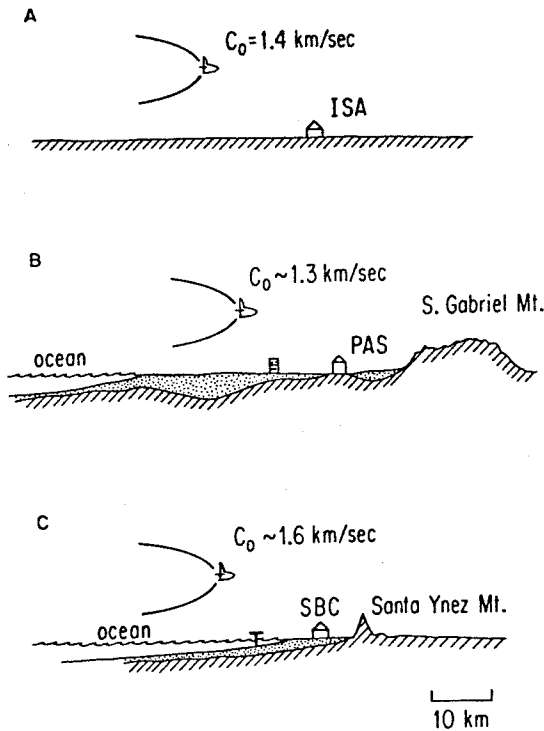 A
C₀=1.4 km/sec
ISA
B
C₀~1.3 km/sec
S. Gabriel Mt.
PAS
ocean
C
C₀~1.6 km/sec
SBC Santa Ynez Mt.
ocean
10 km